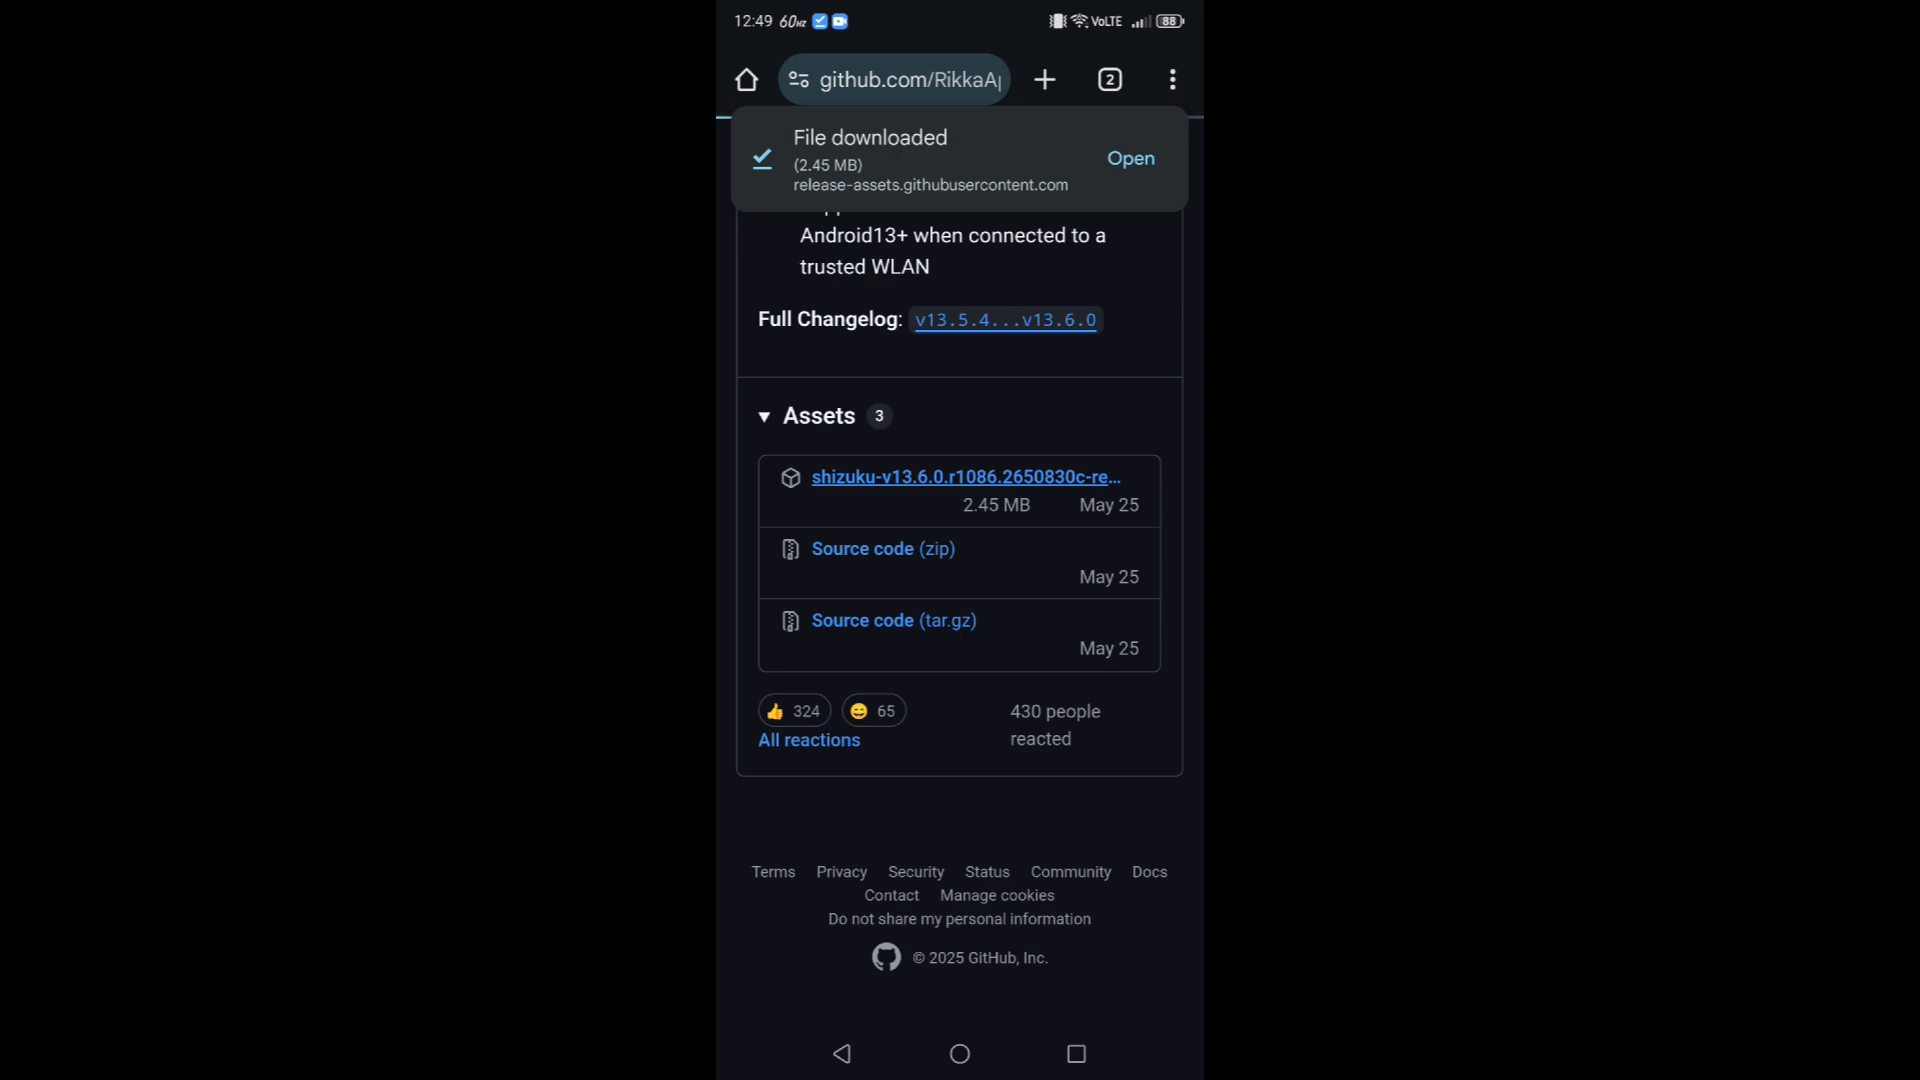 12:49 60HZ VoLTE 88
github.com/RikkaAp
2
File downloaded
(2.45 MB)
release-assets.githubusercontent.com
Open
Android13+ when connected to a
trusted WLAN
Full Changelog: v13.5.4...v13.6.0
Assets 3
shizuku-v13.6.0.r1086.2650830c-re...
2.45 MB May 25
Source code (zip)
May 25
Source code (tar.gz)
May 25
👍 324 😄 65
430 people
reacted
All reactions
Terms Privacy Security Status Community Docs
Contact Manage cookies
Do not share my personal information
© 2025 GitHub, Inc.